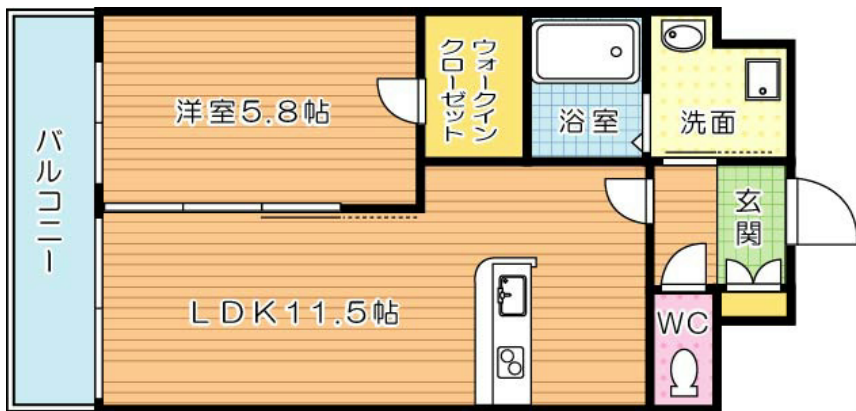 バルコニー
洋室5.8帖
ウォークイン
クローゼット
浴室
洗面
玄関
LDK11.5帖
WC